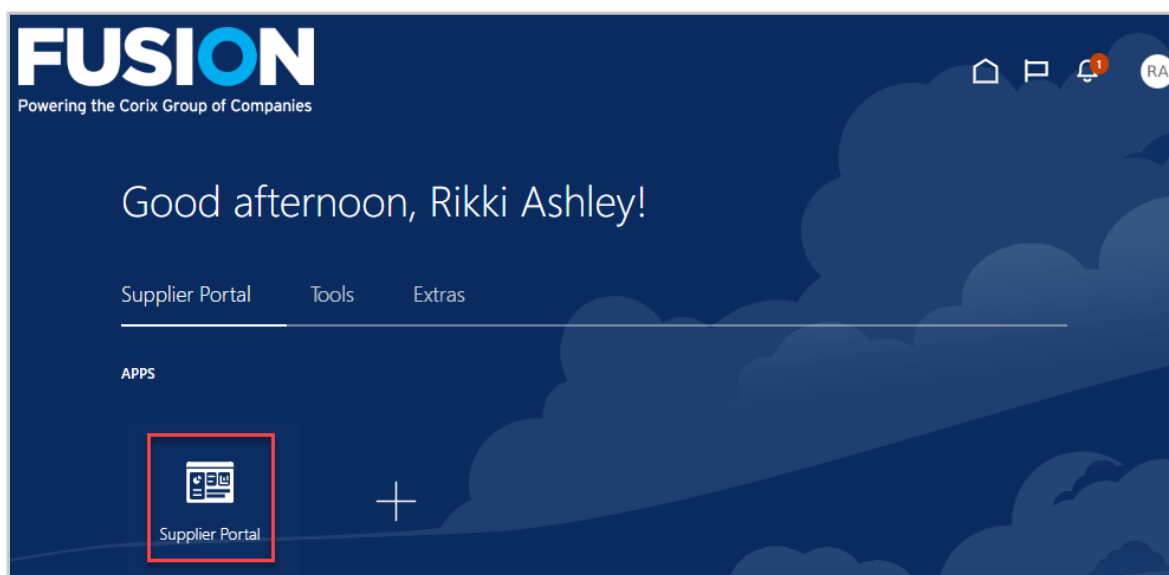 FUSION
Powering the Corix Group of Companies
1
RA
Good afternoon, Rikki Ashley!
Supplier Portal Tools Extras
APPS
Supplier Portal